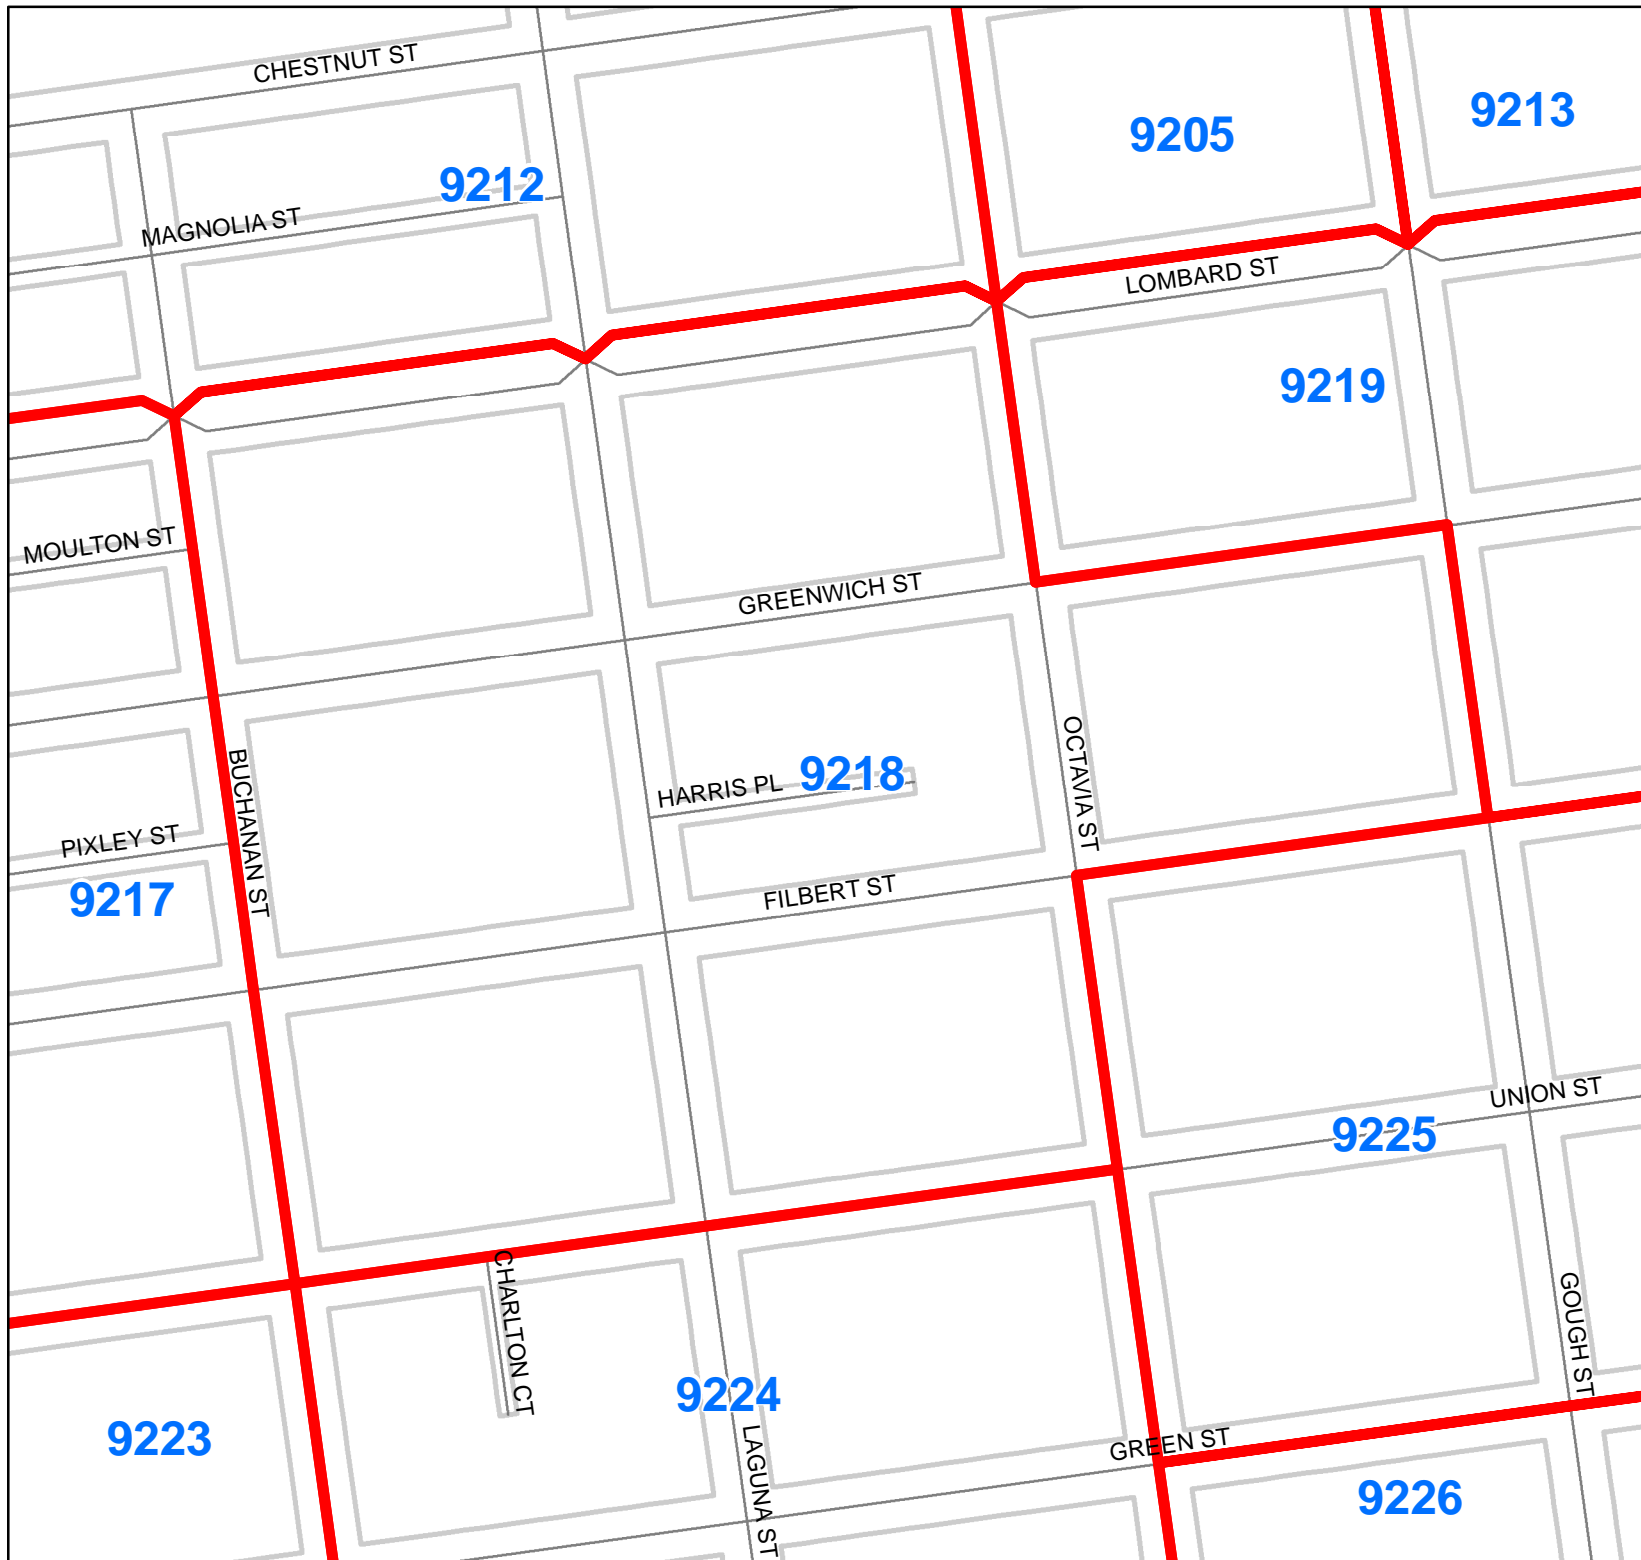 CHESTNUT ST
9213
9205
9212
MAGNOLIA ST
LOMBARD ST
9219
MOULTON ST
GREENWICH ST
OCTAVIA ST
BUCHANAN ST
HARRIS PL
9218
PIXLEY ST
9217
FILBERT ST
UNION ST
9225
CHARLTON CT
GOUGH ST
9224
9223
LAGUNA ST
GREEN ST
9226